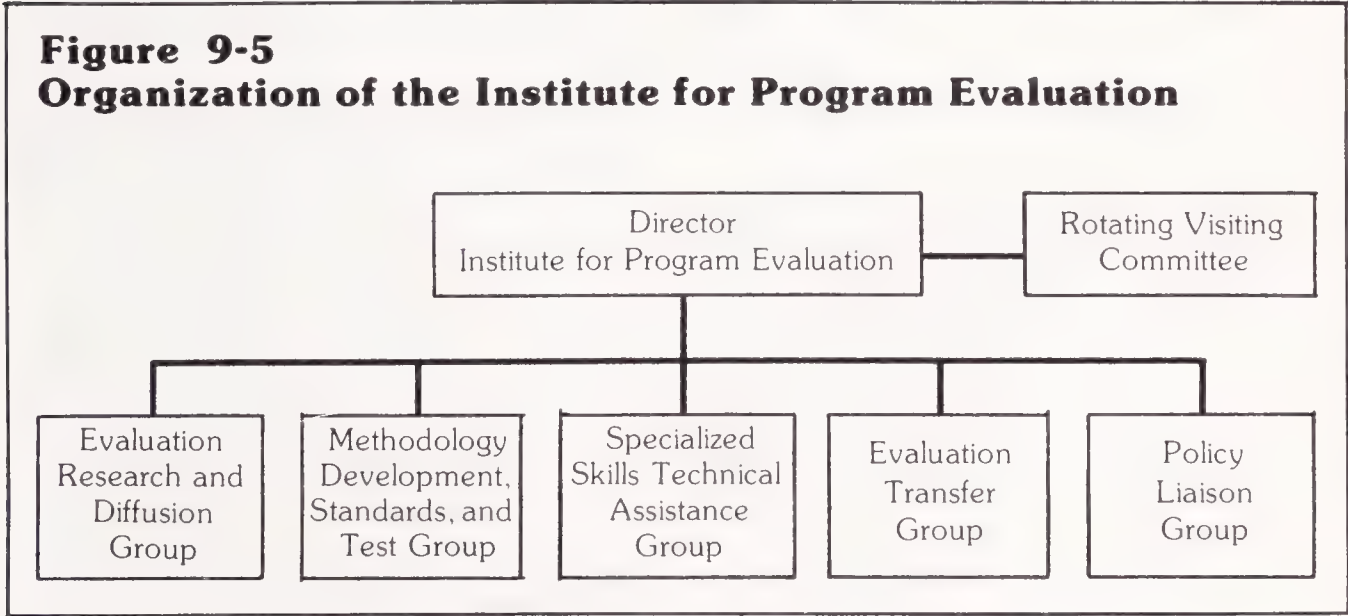 Figure 9-5
Organization of the Institute for Program Evaluation
Director
Institute for Program Evaluation
Rotating Visiting
Committee
Evaluation
Research and
Diffusion
Group
Methodology
Development,
Standards, and
Test Group
Specialized
Skills Technical
Assistance
Group
Evaluation
Transfer
Group
Policy
Liaison
Group